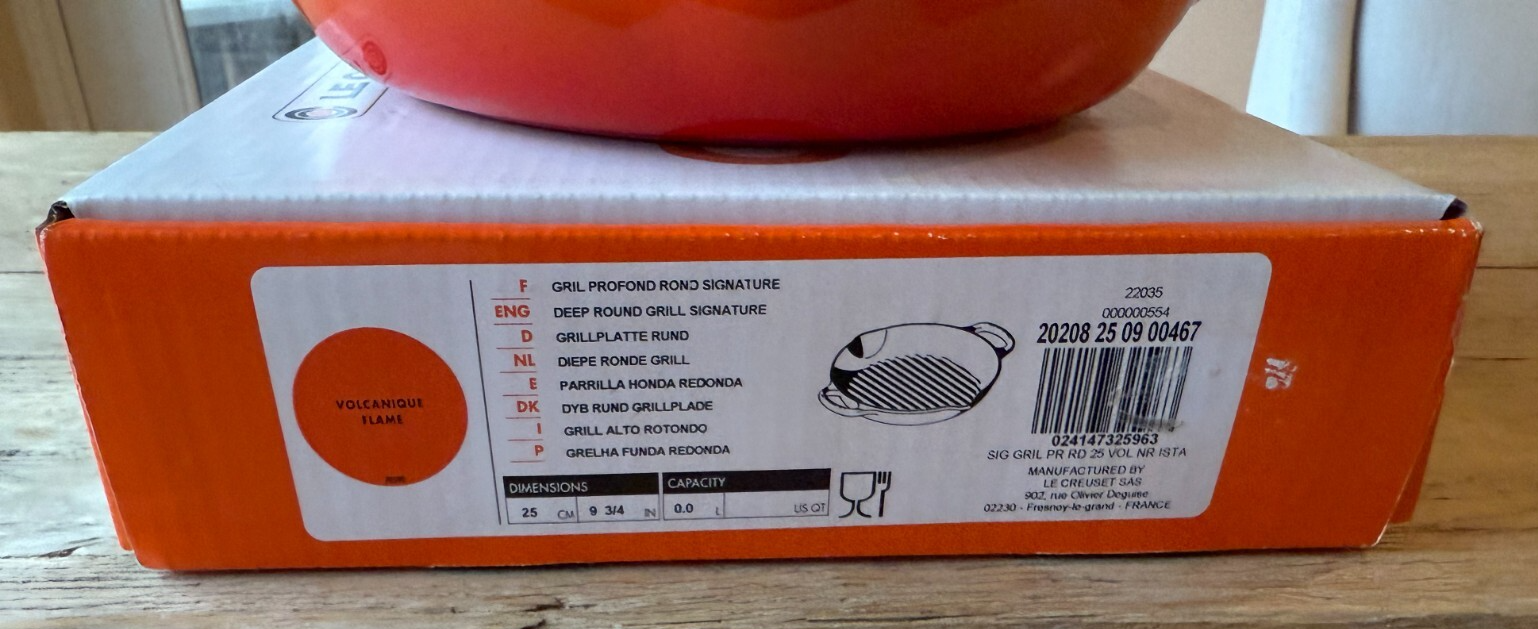 LEC
VOLCANIQUE
FLAME
F GRIL PROFOND ROND SIGNATURE
ENG DEEP ROUND GRILL SIGNATURE
D GRILLPLATTE RUND
NL DIEPE RONDE GRILL
E PARRILLA HONDA REDONDA
DK DYB RUND GRILLPLADE
I GRILL ALTO ROTONDO
P GRELHA FUNDA REDONDA
DIMENSIONS CAPACITY
25 CM 9 3/4 IN 0.0 L US QT
22035
000000554
20208 25 09 00467
024147325963
SIG GRIL PR RD 25 VOL NR ISTA
MANUFACTURED BY
LE CREUSET SAS
902, rue Olivier Deguise
02230 - Fresnoy-le-grand - FRANCE